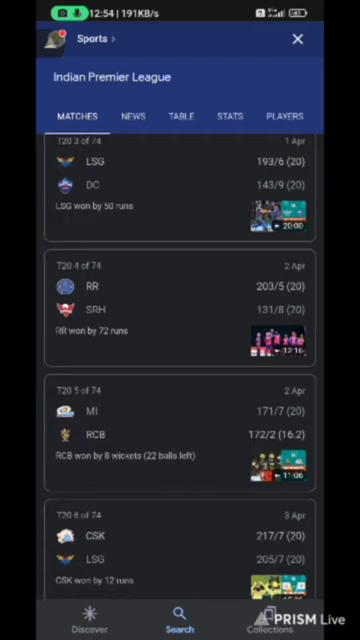 12:54 | 191KB/s
Sports >
Indian Premier League
MATCHES NEWS TABLE STATS PLAYERS
T20 3 of 74 1 Apr
LSG 193/6 (20)
DC 143/9 (20)
LSG won by 50 runs
20:00
T20 4 of 74 2 Apr
RR 203/5 (20)
SRH 131/8 (20)
RR won by 72 runs
12:16
T20 5 of 74 2 Apr
MI 171/7 (20)
RCB 172/2 (16.2)
RCB won by 8 wickets (22 balls left)
11:06
T20 6 of 74 3 Apr
CSK 217/7 (20)
LSG 205/7 (20)
CSK won by 12 runs
Discover Search Collections
PRISM Live